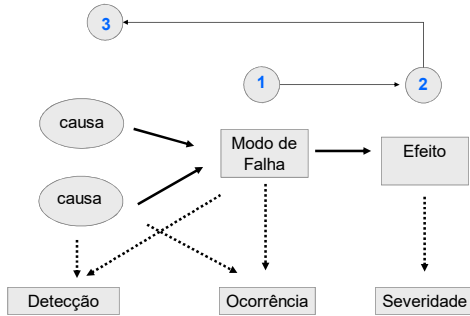 3
1
2
causa
Modo de
Falha
Efeito
causa
Detecção
Ocorrência
Severidade